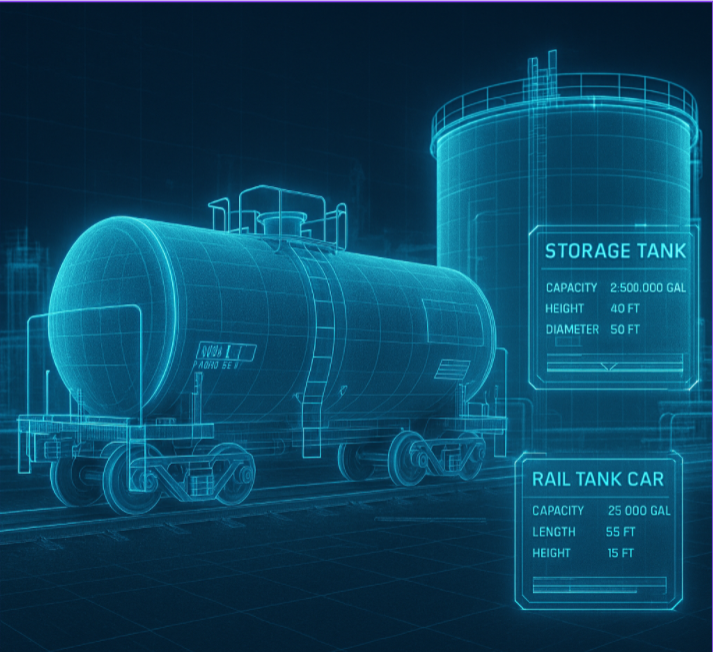 STORAGE TANK
CAPACITY 2:500.000 GAL
HEIGHT 40 FT
DIAMETER 50 FT
RAIL TANK CAR
CAPACITY 25 000 GAL
LENGTH 55 FT
HEIGHT 15 FT